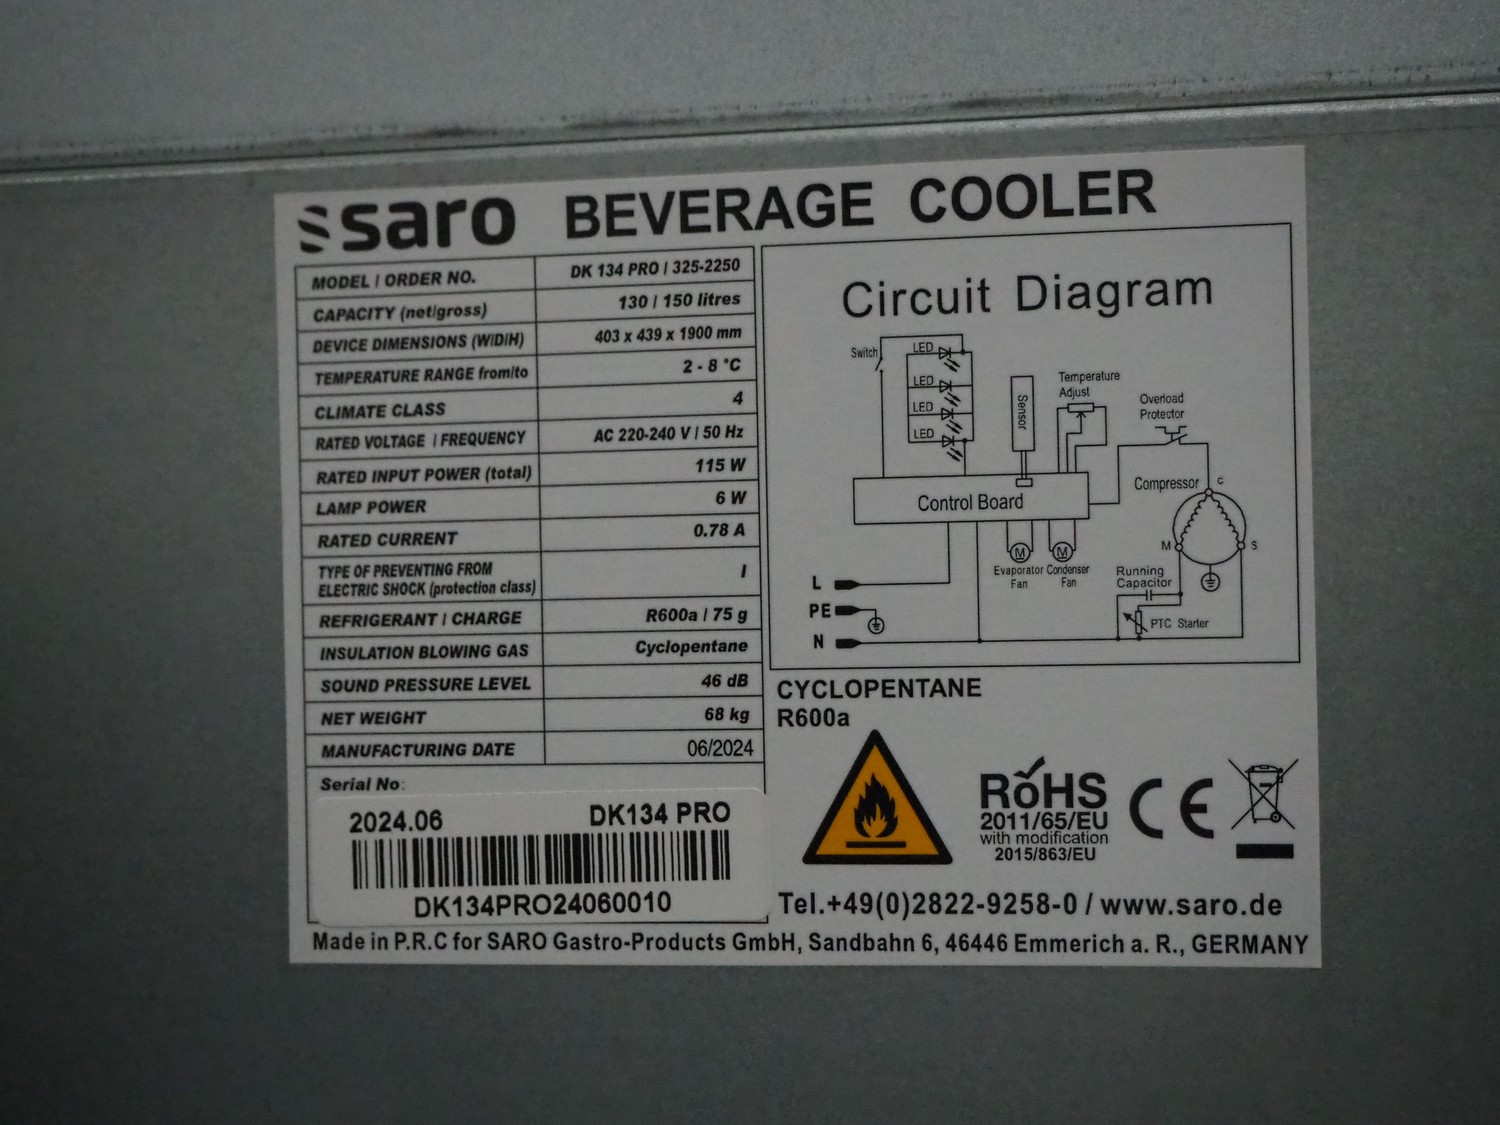 saro BEVERAGE COOLER
MODEL / ORDER NO. DK 134 PRO / 325-2250
CAPACITY (net/gross) 130 / 150 litres
DEVICE DIMENSIONS (W/D/H) 403 x 439 x 1900 mm
TEMPERATURE RANGE from/to 2 - 8 °C
CLIMATE CLASS 4
RATED VOLTAGE / FREQUENCY AC 220-240 V / 50 Hz
RATED INPUT POWER (total) 115 W
LAMP POWER 6 W
RATED CURRENT 0.78 A
TYPE OF PREVENTING FROM
ELECTRIC SHOCK (protection class) I
REFRIGERANT / CHARGE R600a / 75 g
INSULATION BLOWING GAS Cyclopentane
SOUND PRESSURE LEVEL 46 dB
NET WEIGHT 68 kg
MANUFACTURING DATE 06/2024
Serial No:
2024.06 DK134 PRO
DK134PRO24060010
Circuit Diagram
Switch
LED
LED
LED
LED
Sensor
Temperature
Adjust
Overload
Protector
Control Board
Compressor
C
M
S
M
M
Evaporator
Fan
Condenser
Fan
Running
Capacitor
PTC Starter
L
PE
N
CYCLOPENTANE
R600a
RoHS
2011/65/EU
with modification
2015/863/EU
CE
Tel.+49(0)2822-9258-0 / www.saro.de
Made in P.R.C for SARO Gastro-Products GmbH, Sandbahn 6, 46446 Emmerich a. R., GERMANY